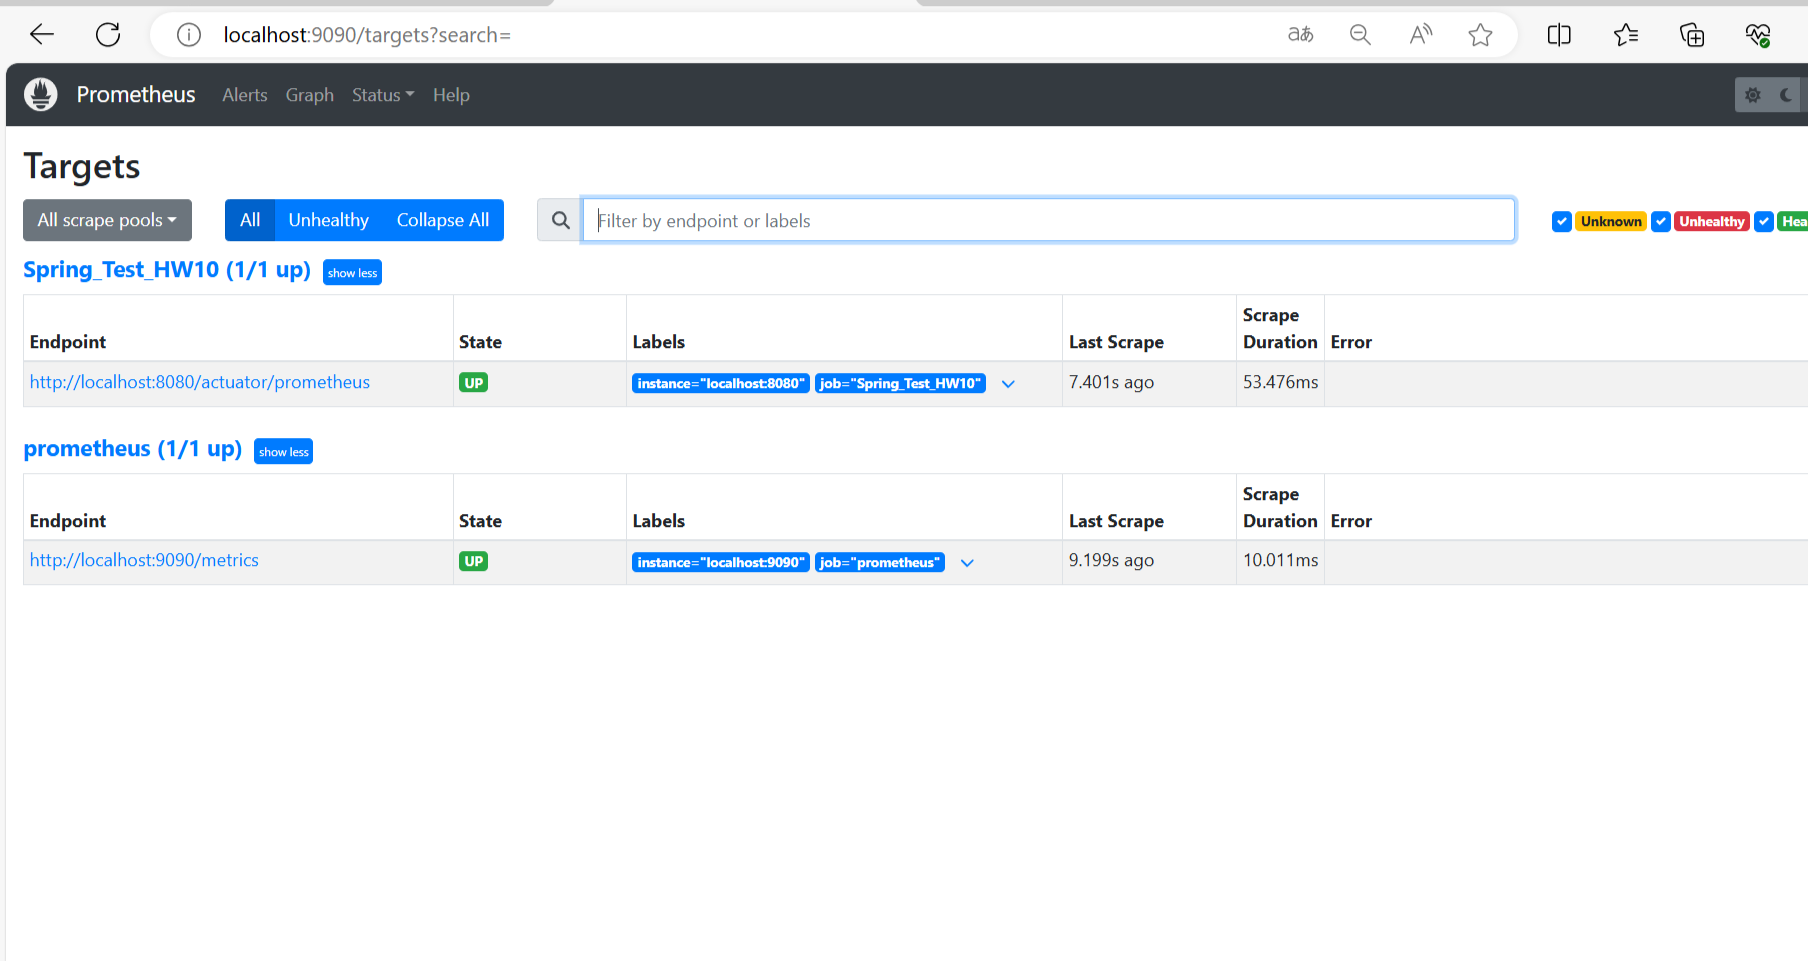 localhost:9090/targets?search=
Prometheus Alerts Graph Status Help
Targets
All scrape pools All Unhealthy Collapse All Filter by endpoint or labels Unknown Unhealthy Hea
Spring_Test_HW10 (1/1 up) show less
Endpoint State Labels Last Scrape Scrape Duration Error
http://localhost:8080/actuator/prometheus UP instance="localhost:8080" job="Spring_Test_HW10" 7.401s ago 53.476ms
prometheus (1/1 up) show less
Endpoint State Labels Last Scrape Scrape Duration Error
http://localhost:9090/metrics UP instance="localhost:9090" job="prometheus" 9.199s ago 10.011ms